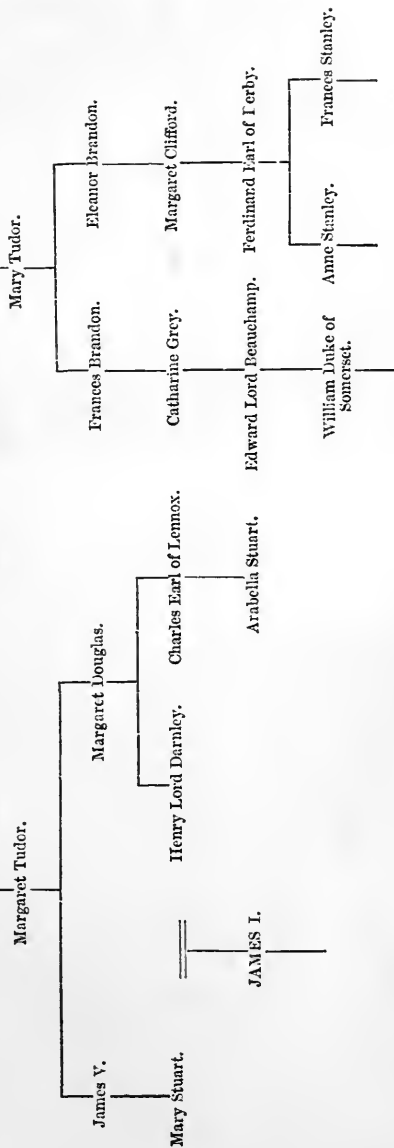 Margaret Tudor.
Mary Tudor.
James V.
Margaret Douglas.
Frances Brandon.
Eleanor Brandon.
Mary Stuart.
Henry Lord Darnley.
Charles Earl of Lennox.
Catharine Grey.
Margaret Clifford.
JAMES I.
Arabella Stuart.
Edward Lord Beauchamp.
Ferdinand Earl of Derby.
William Duke of
Somerset.
Anne Stanley.
Frances Stanley.